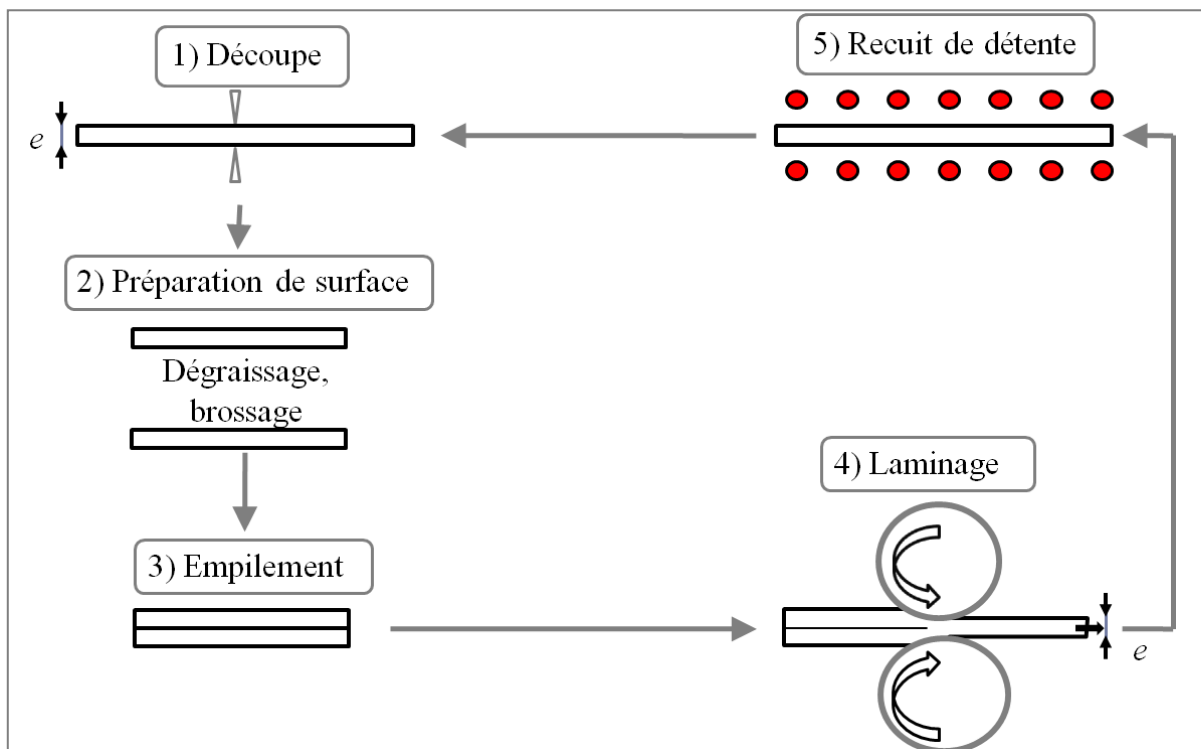 1) Découpe
e
2) Préparation de surface
Dégraissage,
brossage
3) Empilement
4) Laminage
e
5) Recuit de détente